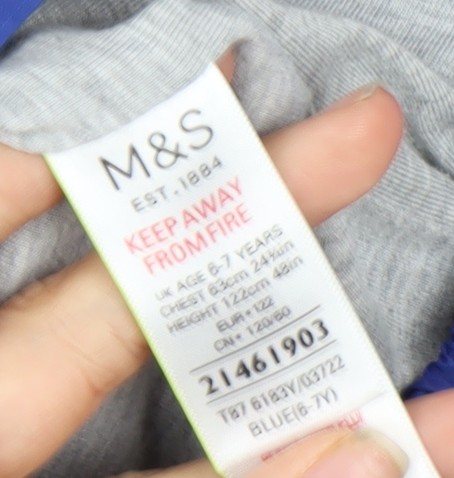 M&S
EST. 1884
KEEP AWAY
FROM FIRE
UK AGE 6-7 YEARS
CHEST 63cm 24¾in
HEIGHT 122cm 48in
EUR • 122
CN • 120/60
21461903
T87 6183Y/03722
BLUE(6-7Y)